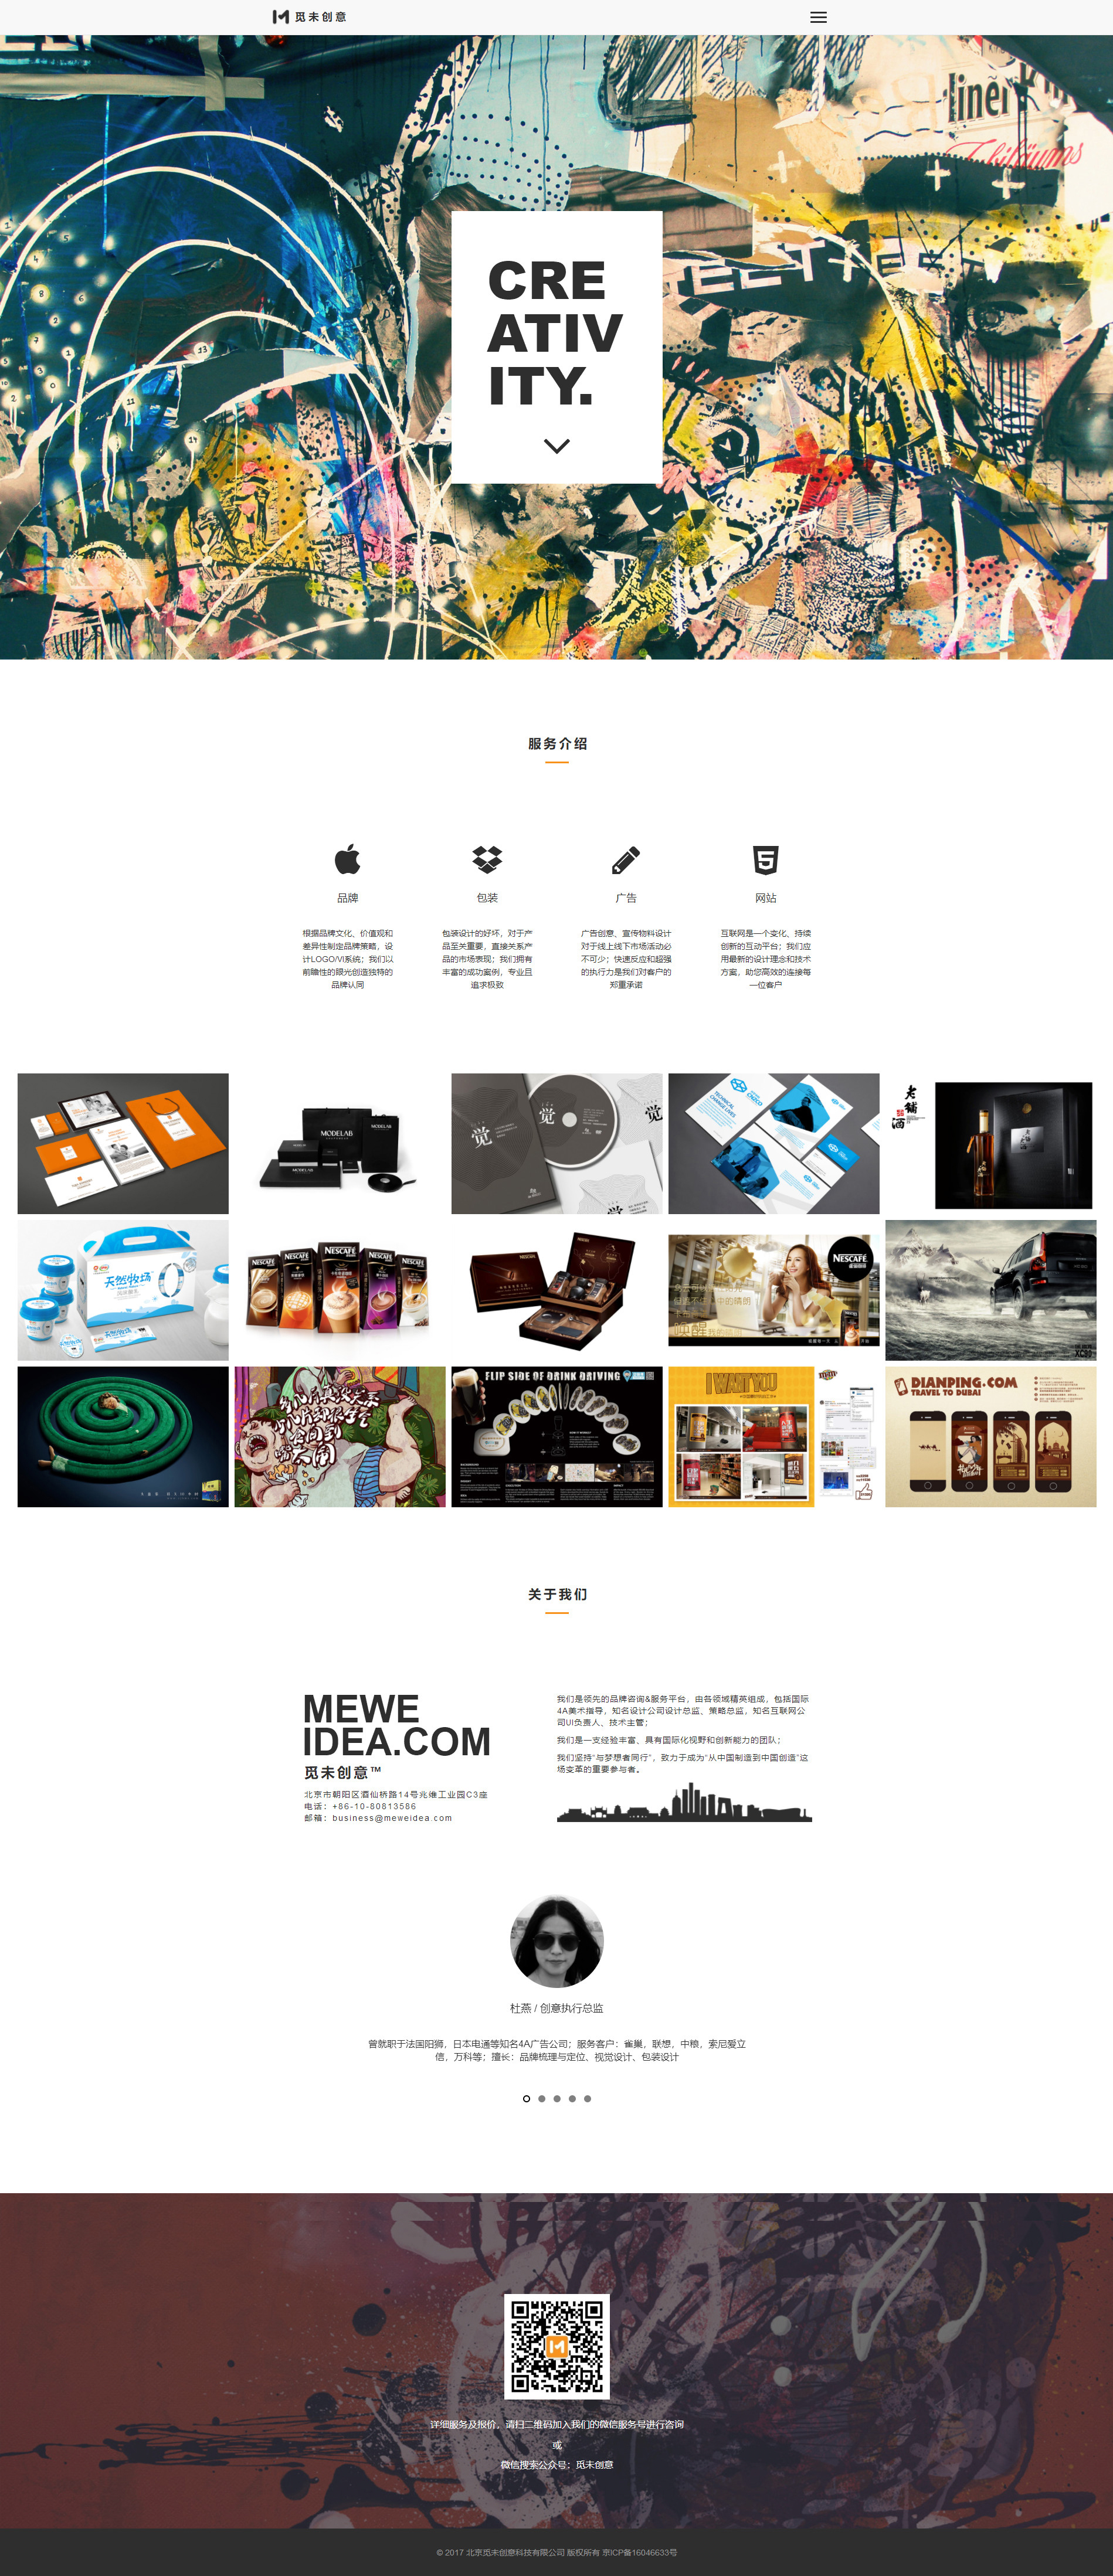 觅未创意
liner
CRE
ATIV
ITY.
服务介绍
品牌
根据品牌文化、价值观和
差异性制定品牌策略，设
计LOGO/VI系统；我们以
前瞻性的眼光创造独特的
品牌认同
包装
包装设计的好坏，对于产
品至关重要，直接关系产
品的市场表现；我们拥有
丰富的成功案例，专业且
追求极致
广告
广告创意、宣传物料设计
对于线上线下市场活动必
不可少；快速反应和超强
的执行力是我们对客户的
郑重承诺
网站
互联网是一个变化、持续
创新的互动平台；我们应
用最新的设计理念和技术
方案，助您高效的连接每
一位客户
MODELAB
MODELAB
觉
觉
TECHNICAL
CHANGE LIVES
老铺
酒
天然牧场
NESCAFÉ
NESCAFÉ
NESCAFÉ
NESCAFÉ
NESCAFÉ
NESCAFÉ
XC90
FLIP SIDE OF DRINK DRIVING
I WANT YOU
DIANPING.COM
TRAVEL TO DUBAI
关于我们
MEWE
IDEA.COM
觅未创意™
北京市朝阳区酒仙桥路14号兆维工业园C3座
电话：+86-10-80813586
邮箱：business@meweidea.com
我们是领先的品牌咨询&服务平台，由各领域精英组成，包括国际
4A美术指导，知名设计公司设计总监、策略总监，知名互联网公
司UI负责人、技术主管；
我们是一支经验丰富、具有国际化视野和创新能力的团队；
我们坚持“与梦想者同行”，致力于成为“从中国制造到中国创造”这
场变革的重要参与者。
杜燕 / 创意执行总监
曾就职于法国阳狮，日本电通等知名4A广告公司；服务客户：雀巢，联想，中粮，索尼爱立
信，万科等；擅长：品牌梳理与定位、视觉设计、包装设计
详细服务及报价，请扫二维码加入我们的微信服务号进行咨询
或
微信搜索公众号：觅未创意
© 2017 北京觅未创意科技有限公司 版权所有 京ICP备16046633号